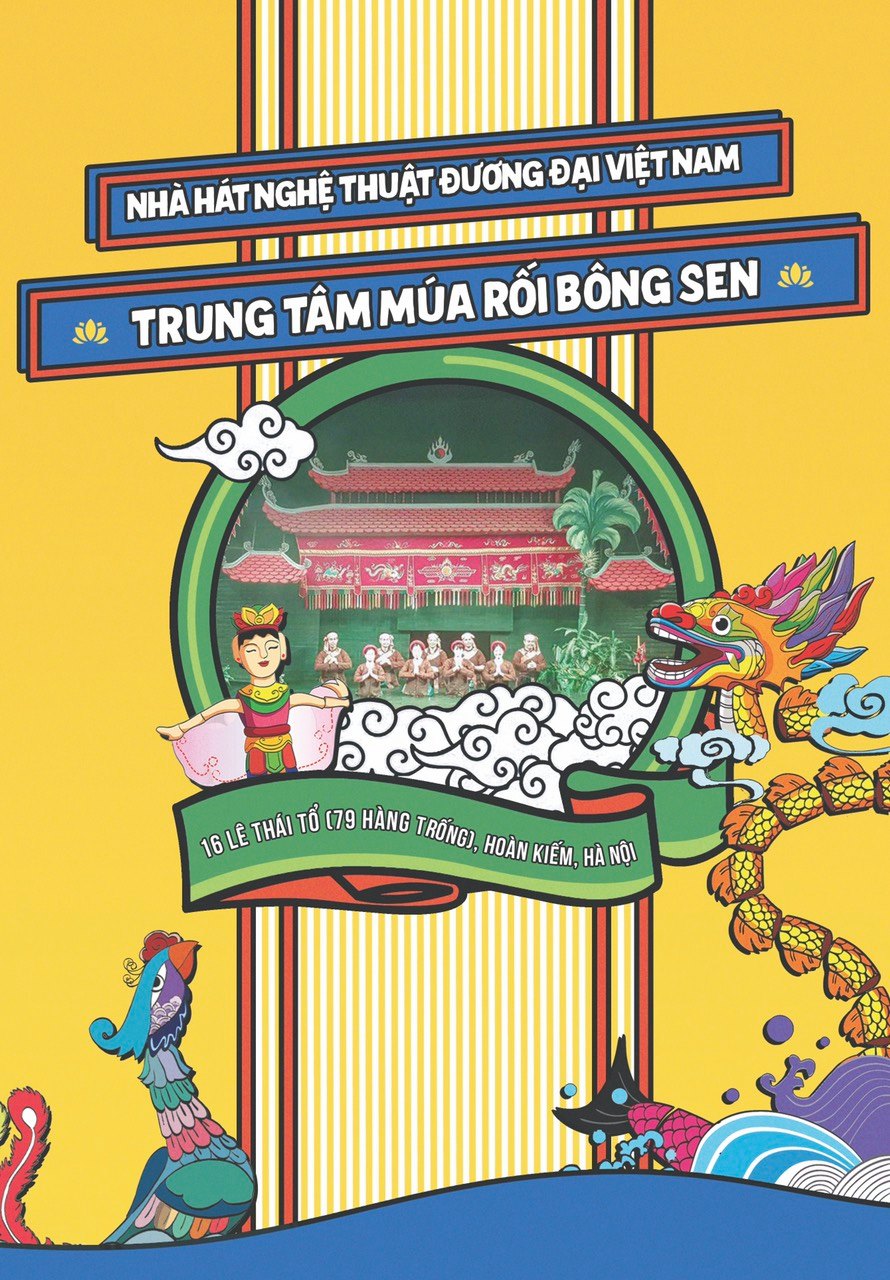 NHÀ HÁT NGHỆ THUẬT ĐƯƠNG ĐẠI VIỆT NAM
TRUNG TÂM MÚA RỐI BÔNG SEN
16 LÊ THÁI TỔ (79 HÀNG TRỐNG), HOÀN KIẾM, HÀ NỘI